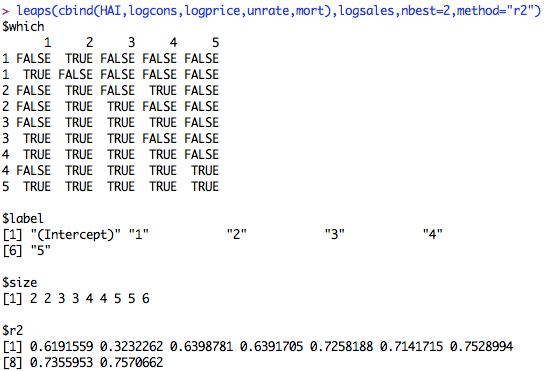 > leaps(cbind(HAI,logcons,logprice,unrate,mort),logsales,nbest=2,method="r2")
$which
      1     2     3     4     5
1 FALSE  TRUE FALSE FALSE FALSE
1  TRUE FALSE FALSE FALSE FALSE
2 FALSE  TRUE FALSE  TRUE FALSE
2 FALSE  TRUE  TRUE FALSE FALSE
3 FALSE  TRUE  TRUE  TRUE FALSE
3  TRUE  TRUE  TRUE FALSE FALSE
4  TRUE  TRUE  TRUE  TRUE FALSE
4 FALSE  TRUE  TRUE  TRUE  TRUE
5  TRUE  TRUE  TRUE  TRUE  TRUE
$label
[1] "(Intercept)" "1"           "2"           "3"           "4"
[6] "5"
$size
[1] 2 2 3 3 4 4 5 5 6
$r2
[1] 0.6191559 0.3232262 0.6398781 0.6391705 0.7258188 0.7141715 0.7528994
[8] 0.7355953 0.7570662